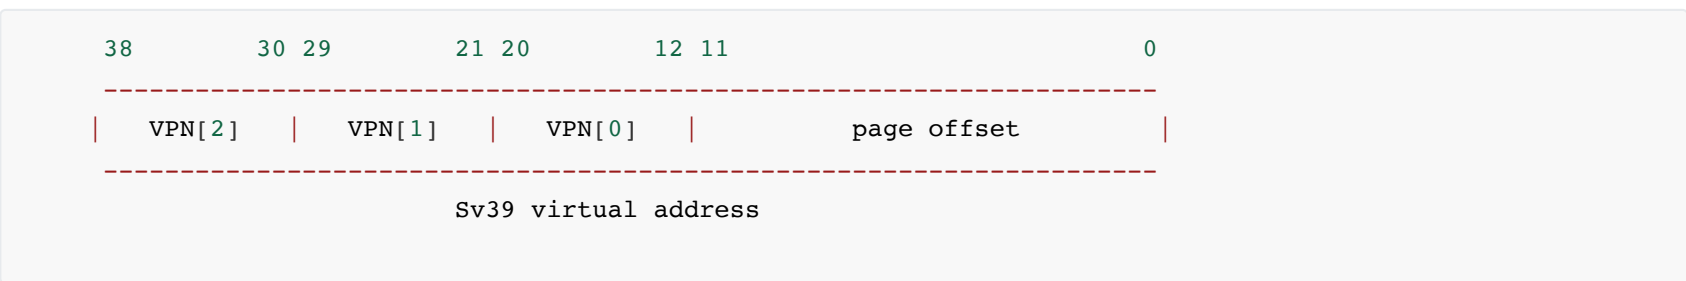 38 30 29 21 20 12 11 0
---------------------------------------------------------------------
| VPN[2] | VPN[1] | VPN[0] | page offset |
---------------------------------------------------------------------
Sv39 virtual address